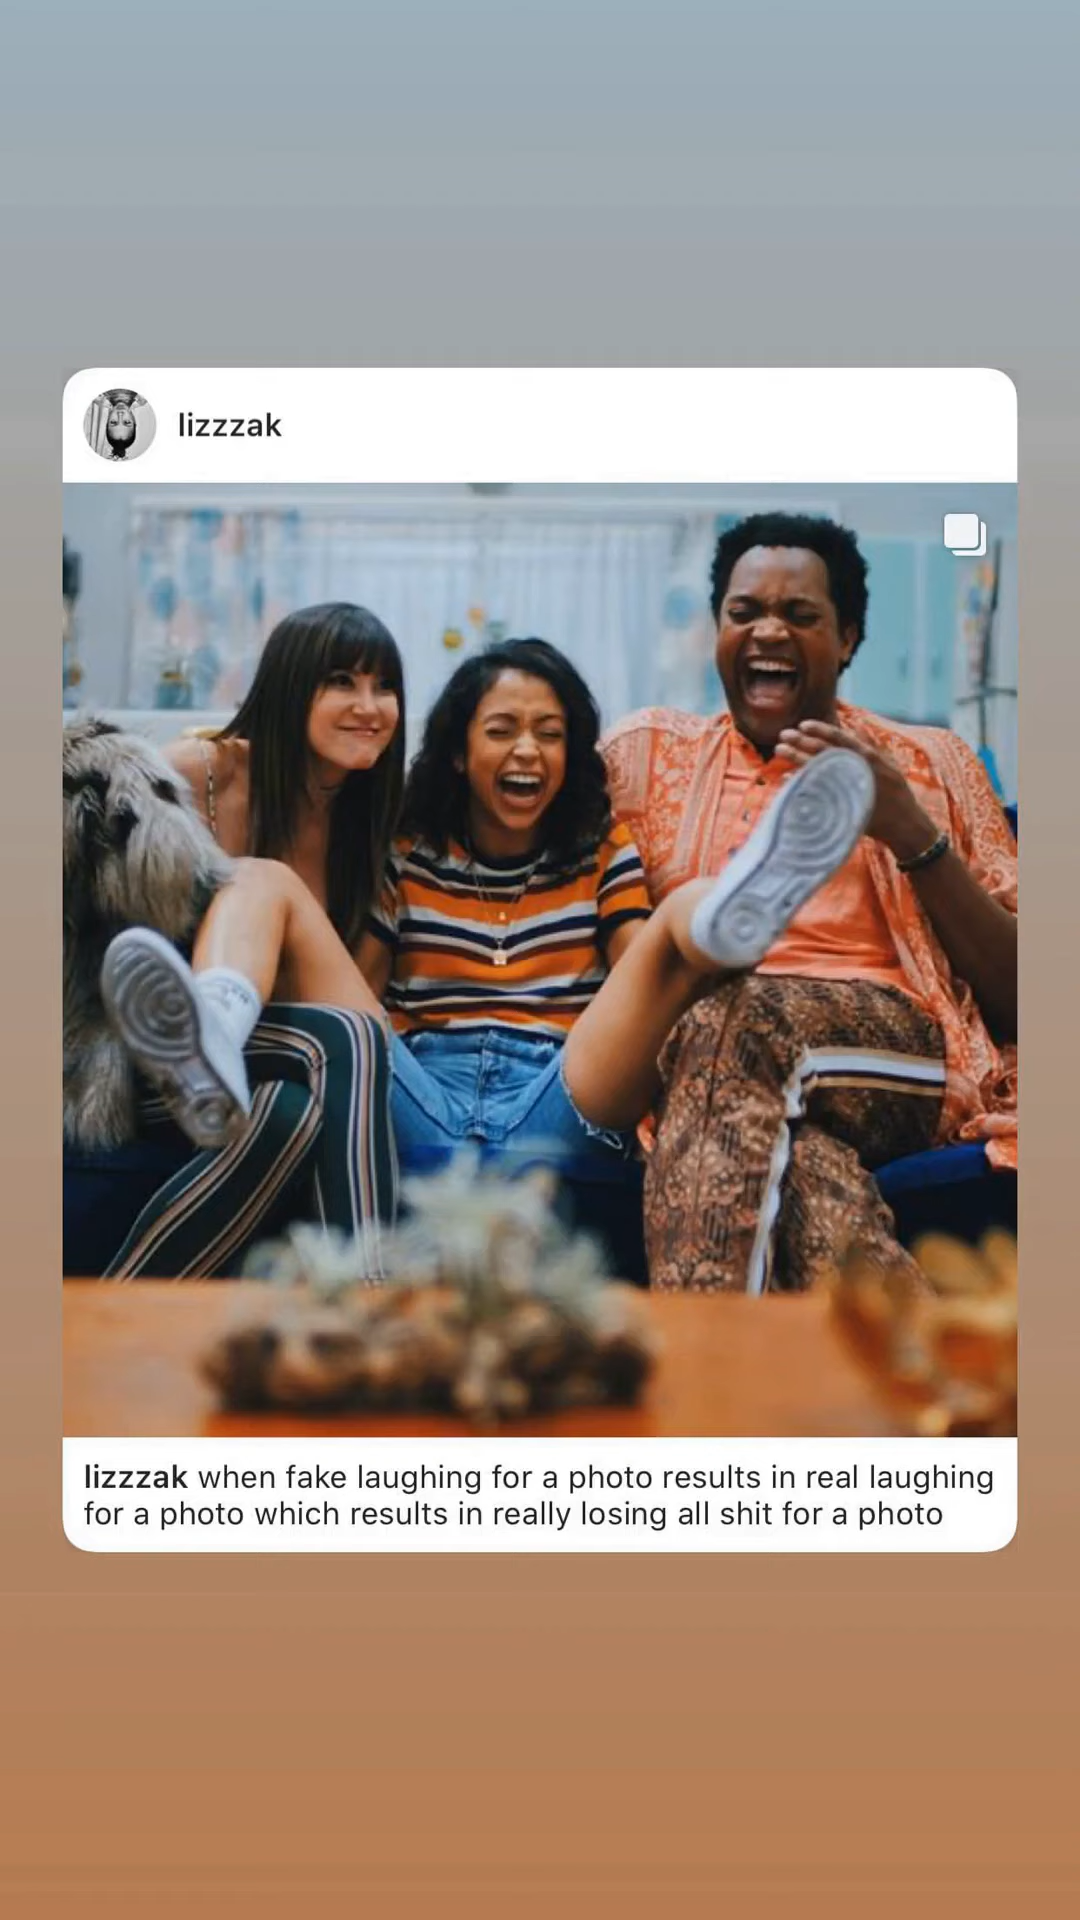 lizzzak
lizzzak when fake laughing for a photo results in real laughing
for a photo which results in really losing all shit for a photo